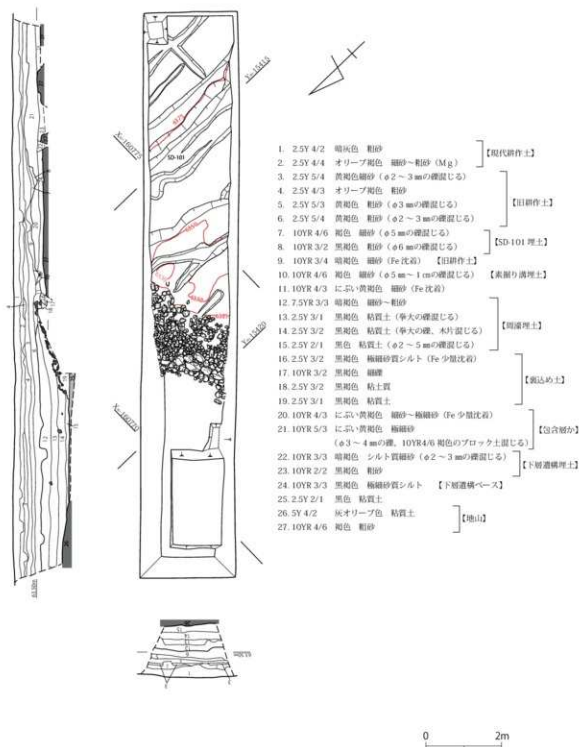 X=-160775
Y=-15415
SD-101
Y=-15420
X=-160770
1. 2.5Y 4/2 暗灰色 粗砂
2. 2.5Y 4/4 オリーブ褐色 細砂～粗砂（Mg）
【現代耕作土】
3. 2.5Y 5/4 黄褐色細砂（φ2～3㎜の礫混じる）
4. 2.5Y 4/3 オリーブ褐色 粗砂
5. 2.5Y 5/3 黄褐色 粗砂（φ3㎜の礫混じる）
6. 2.5Y 5/4 黄褐色 粗砂（φ2～3㎜の礫混じる）
【旧耕作土】
7. 10YR 4/6 褐色 細砂（φ5㎜の礫混じる）
8. 10YR 3/2 黒褐色 粗砂（φ6㎜の礫混じる）
【SD-101 埋土】
9. 10YR 3/4 暗褐色 細砂（Fe 沈着） 【旧耕作土】
10. 10YR 4/6 褐色 細砂（φ5㎜～1㎝の礫混じる） 【素掘り溝埋土】
11. 10YR 4/3 にぶい黄褐色 細砂（Fe 沈着）
12. 7.5YR 3/3 暗褐色 細砂～粗砂
13. 2.5Y 3/1 黒褐色 粘質土（拳大の礫混じる）
14. 2.5Y 3/2 黒褐色 粘質土（拳大の礫、木片混じる）
15. 2.5Y 2/1 黒色 粘質土（φ2～5㎜の礫混じる）
【周濠埋土】
16. 2.5Y 3/2 黒褐色 極細砂質シルト（Fe 少量沈着）
17. 10YR 3/2 黒褐色 細礫
18. 2.5Y 3/2 黒褐色 粘土質
19. 2.5Y 3/1 黒褐色 粘質土
【裏込め土】
20. 10YR 4/3 にぶい黄褐色 細砂～極細砂（Fe 少量沈着）
21. 10YR 5/3 にぶい黄褐色 極細砂
（φ3～4㎜の礫、10YR4/6 褐色のブロック土混じる）
【包含層か】
22. 10YR 3/3 暗褐色 シルト質細砂（φ2～3㎜の礫混じる）
23. 10YR 2/2 黒褐色 粗砂
【下層遺構埋土】
24. 10YR 3/3 黒褐色 極細砂質シルト 【下層遺構ベース】
25. 2.5Y 2/1 黒色 粘質土
26. 5Y 4/2 灰オリーブ色 粘質土
27. 10YR 4/6 褐色 粗砂
【地山】
0 2m